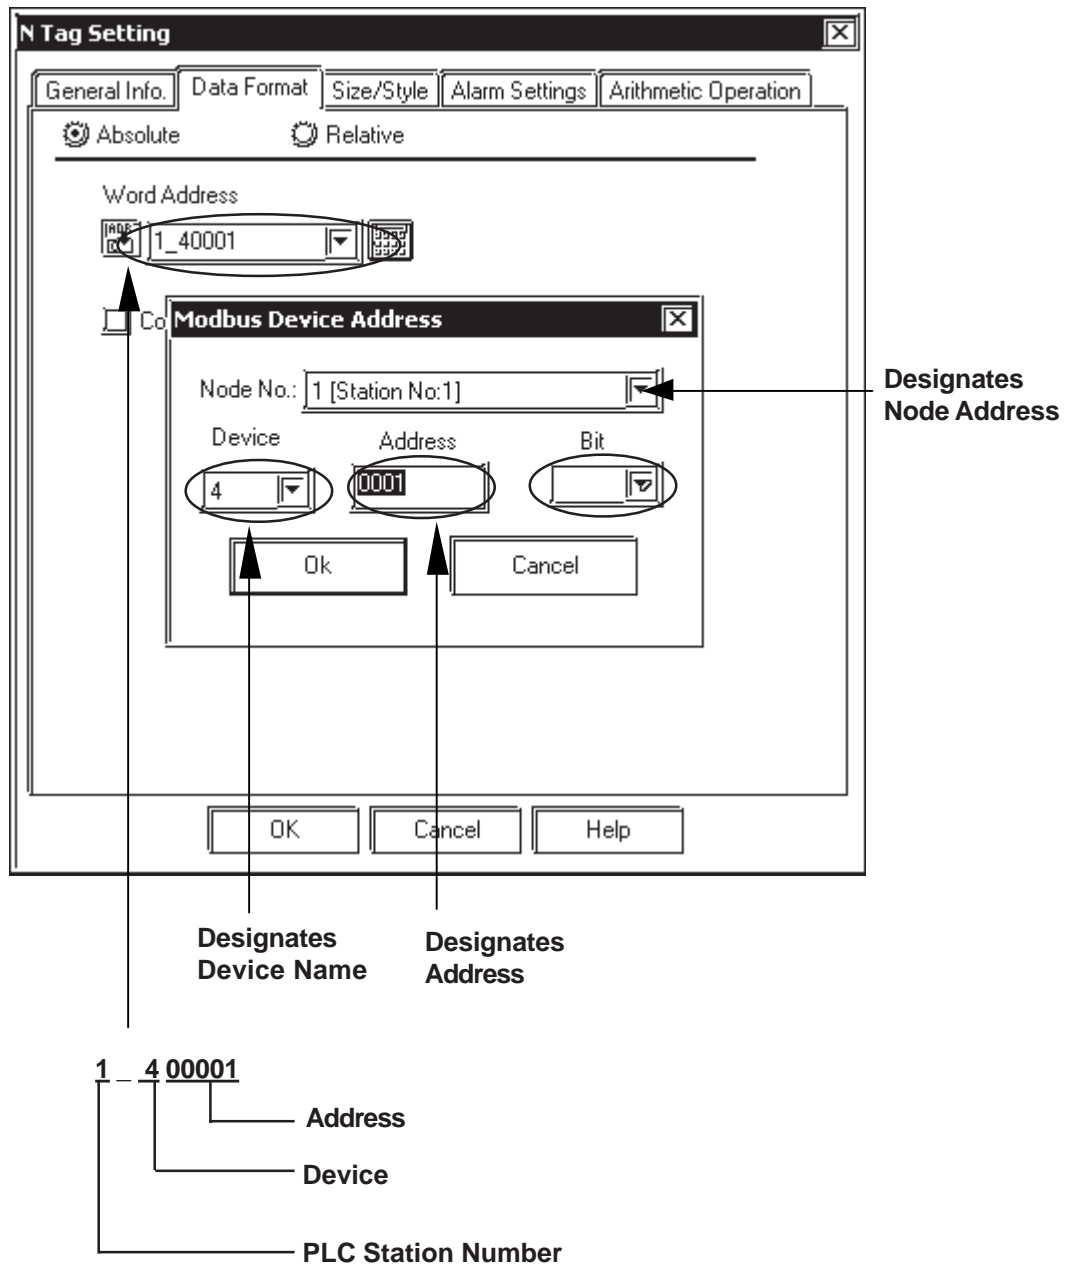 N Tag Setting
General Info. Data Format Size/Style Alarm Settings Arithmetic Operation
Absolute Relative
Word Address
1_40001
Co
Modbus Device Address
Node No.: 1 [Station No:1]
Designates
Node Address
Device Address Bit
4 0001
Ok Cancel
OK Cancel Help
Designates
Device Name
Designates
Address
1 _ 4 00001
Address
Device
PLC Station Number